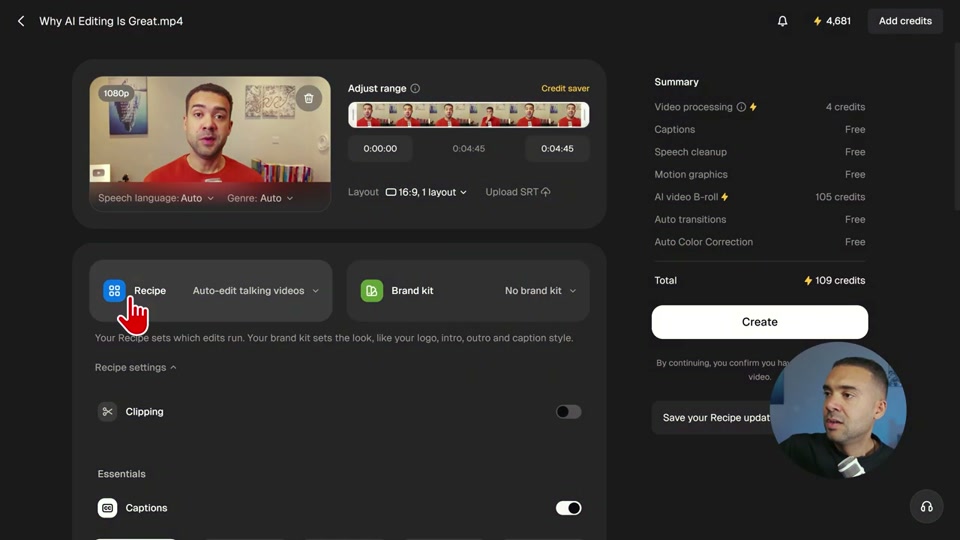 Why AI Editing Is Great.mp4
4,681
Add credits
1080p
Speech language: Auto
Genre: Auto
Adjust range
Credit saver
0:00:00
0:04:45
0:04:45
Layout 16:9, 1 layout
Upload SRT
Recipe
Auto-edit talking videos
Brand kit
No brand kit
Your Recipe sets which edits run. Your brand kit sets the look, like your logo, intro, outro and caption style.
Recipe settings
Clipping
Essentials
Captions
Summary
Video processing 4 credits
Captions Free
Speech cleanup Free
Motion graphics Free
AI video B-roll 105 credits
Auto transitions Free
Auto Color Correction Free
Total 109 credits
Create
By continuing, you confirm you
video.
Save your Recipe